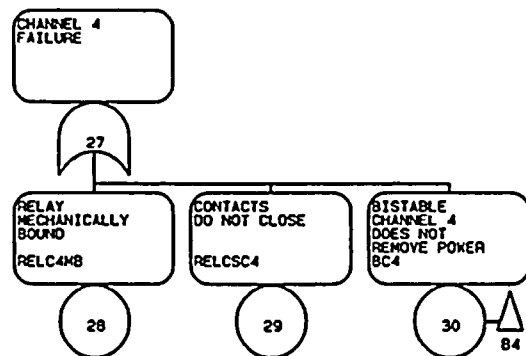 CHANNEL 4
FAILURE
27
RELAY
MECHANICALLY
BOUND
RELC4MB
CONTACTS
DO NOT CLOSE
RELCSC4
BISTABLE
CHANNEL 4
DOES NOT
REMOVE POWER
BC4
28
29
30
84